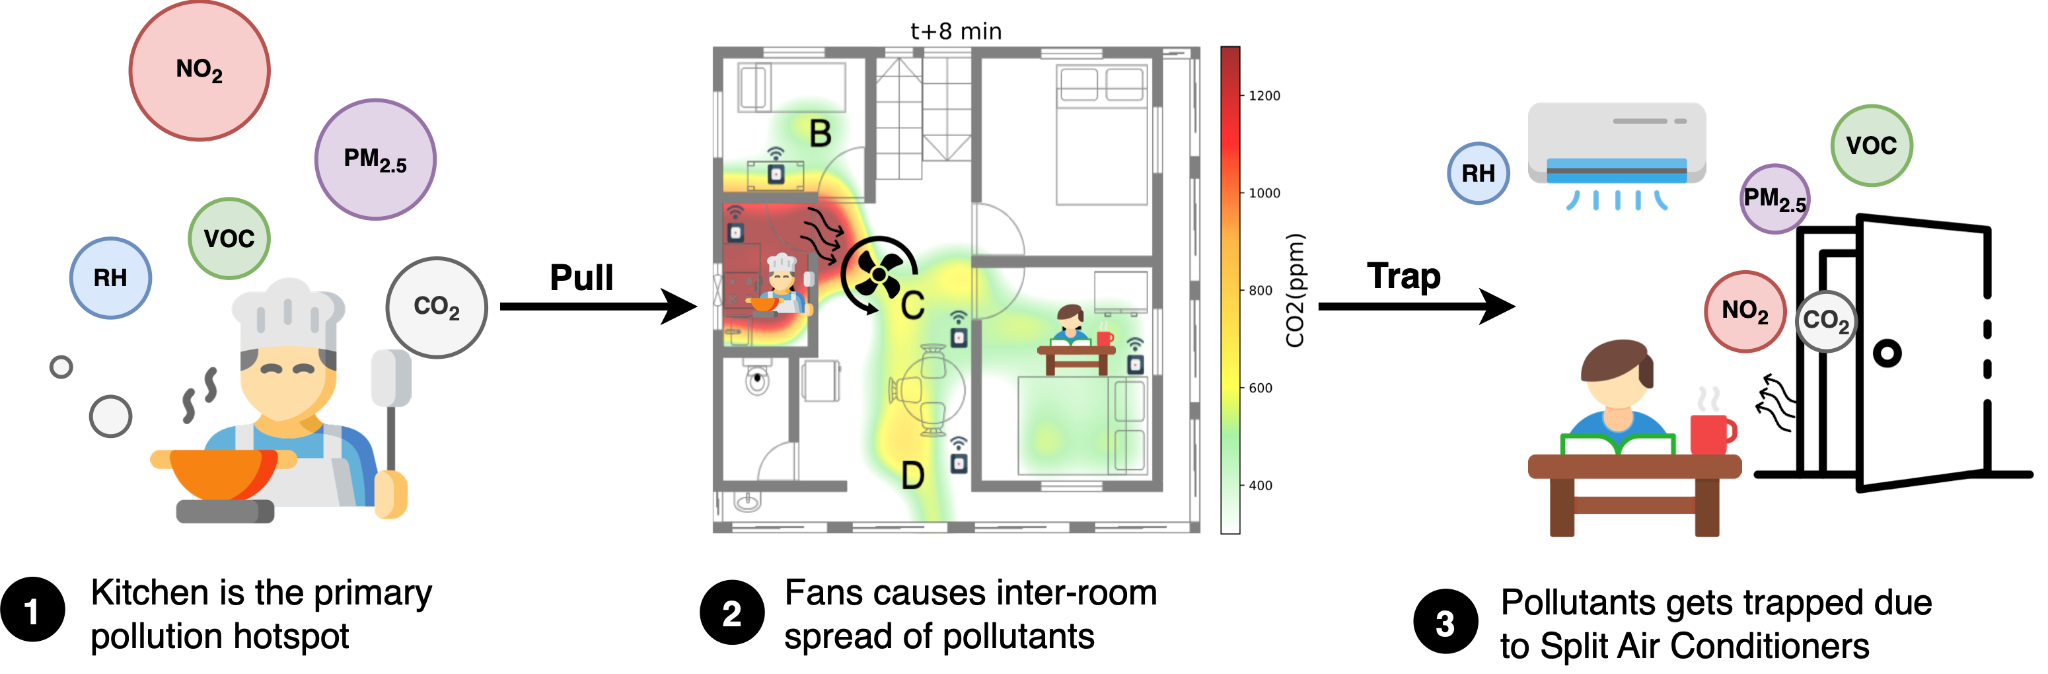 NO2
PM2.5
VOC
RH
CO2
1 Kitchen is the primary
pollution hotspot
Pull
t+8 min
B
C
D
1200
1000
800
600
400
CO2(ppm)
2 Fans causes inter-room
spread of pollutants
Trap
RH
VOC
PM2.5
NO2
CO2
3 Pollutants gets trapped due
to Split Air Conditioners